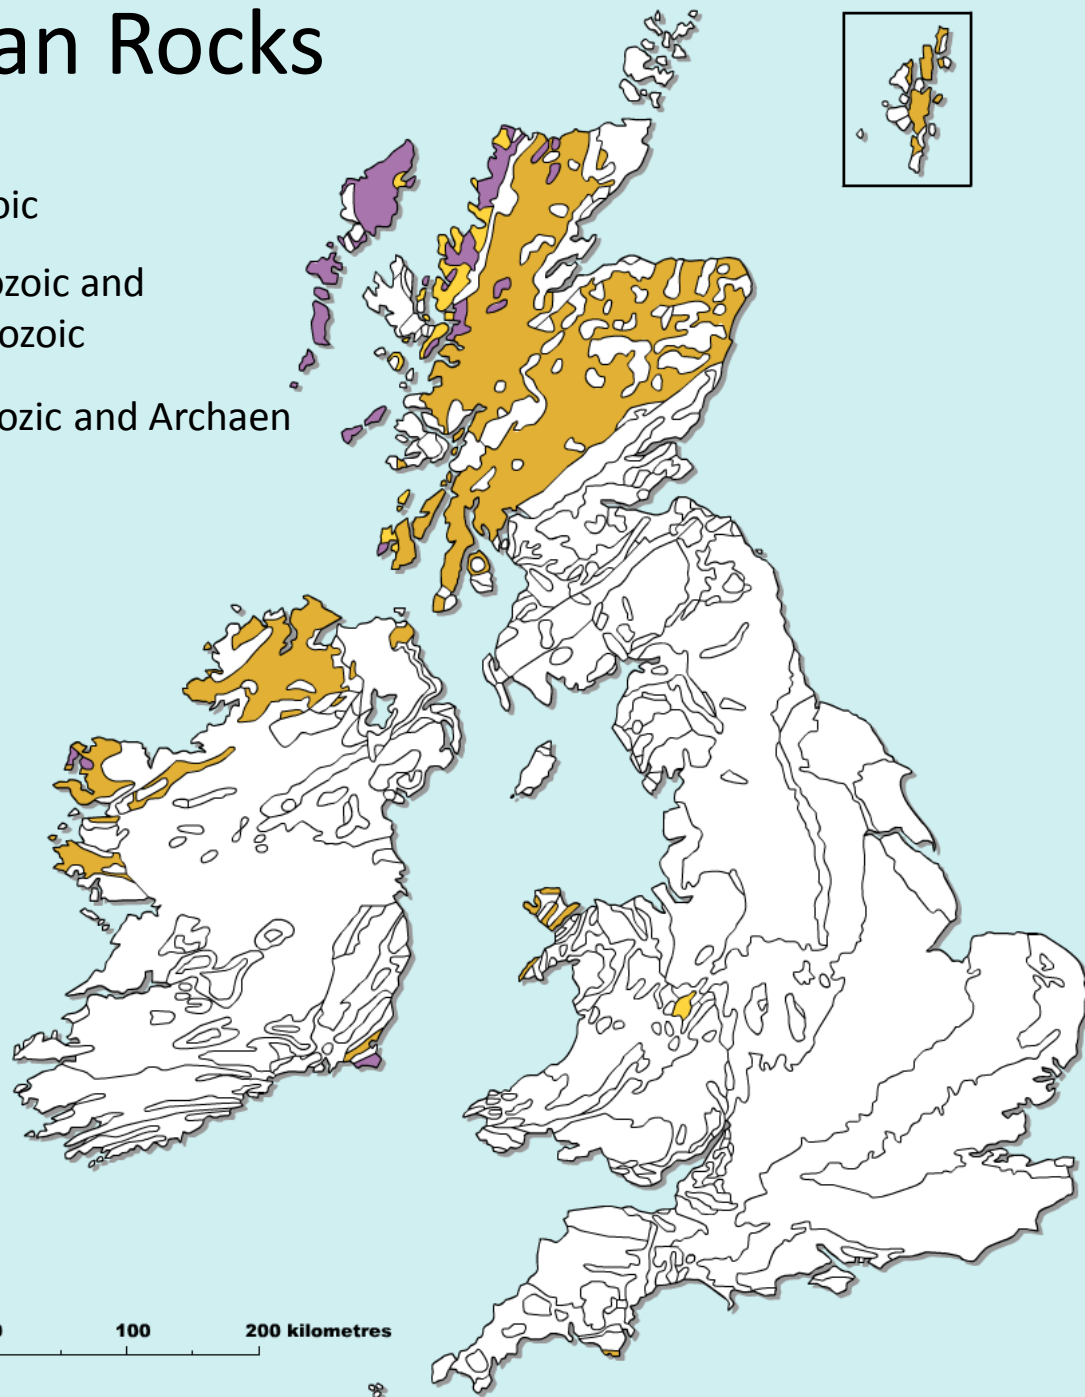 an Rocks
oic
ozoic and
ozoic
ozic and Archaen
0 100 200 kilometres